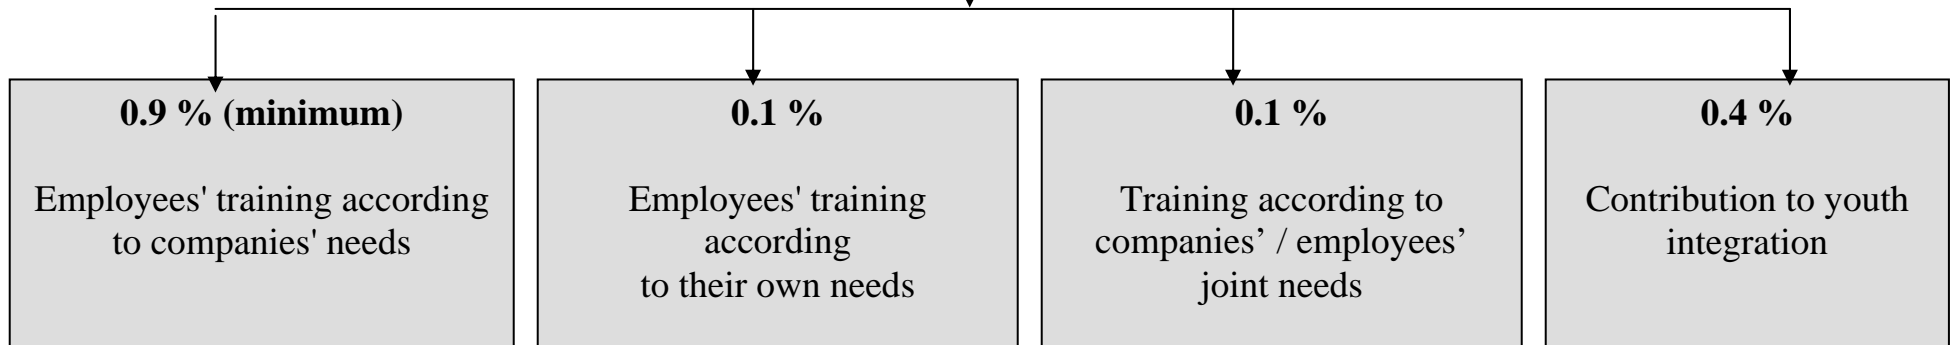 0.9 % (minimum)
Employees' training according
to companies' needs
0.1 %
Employees' training
according
to their own needs
0.1 %
Training according to
companies’ / employees’
joint needs
0.4 %
Contribution to youth
integration